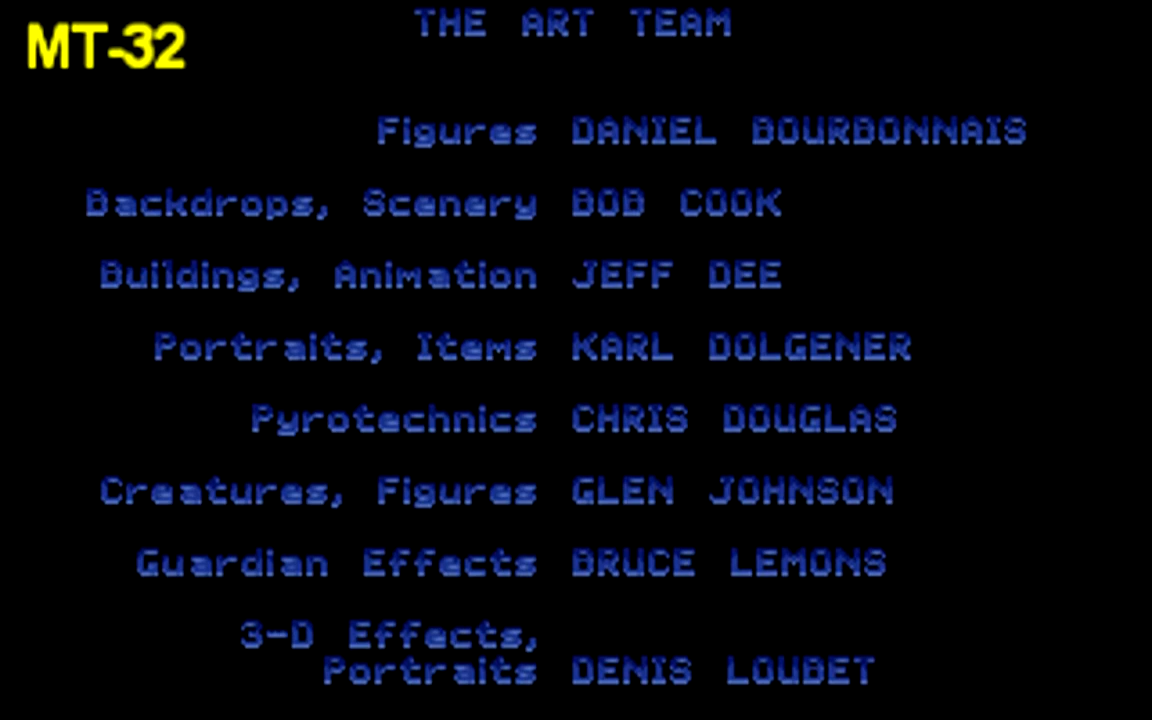 MT-32
THE ART TEAM
Figures DANIEL BOURBONNAIS
Backdrops, Scenery BOB COOK
Buildings, Animation JEFF DEE
Portraits, Items KARL DOLGENER
Pyrotechnics CHRIS DOUGLAS
Creatures, Figures GLEN JOHNSON
Guardian Effects BRUCE LEMONS
3-D Effects,
Portraits DENIS LOUBET